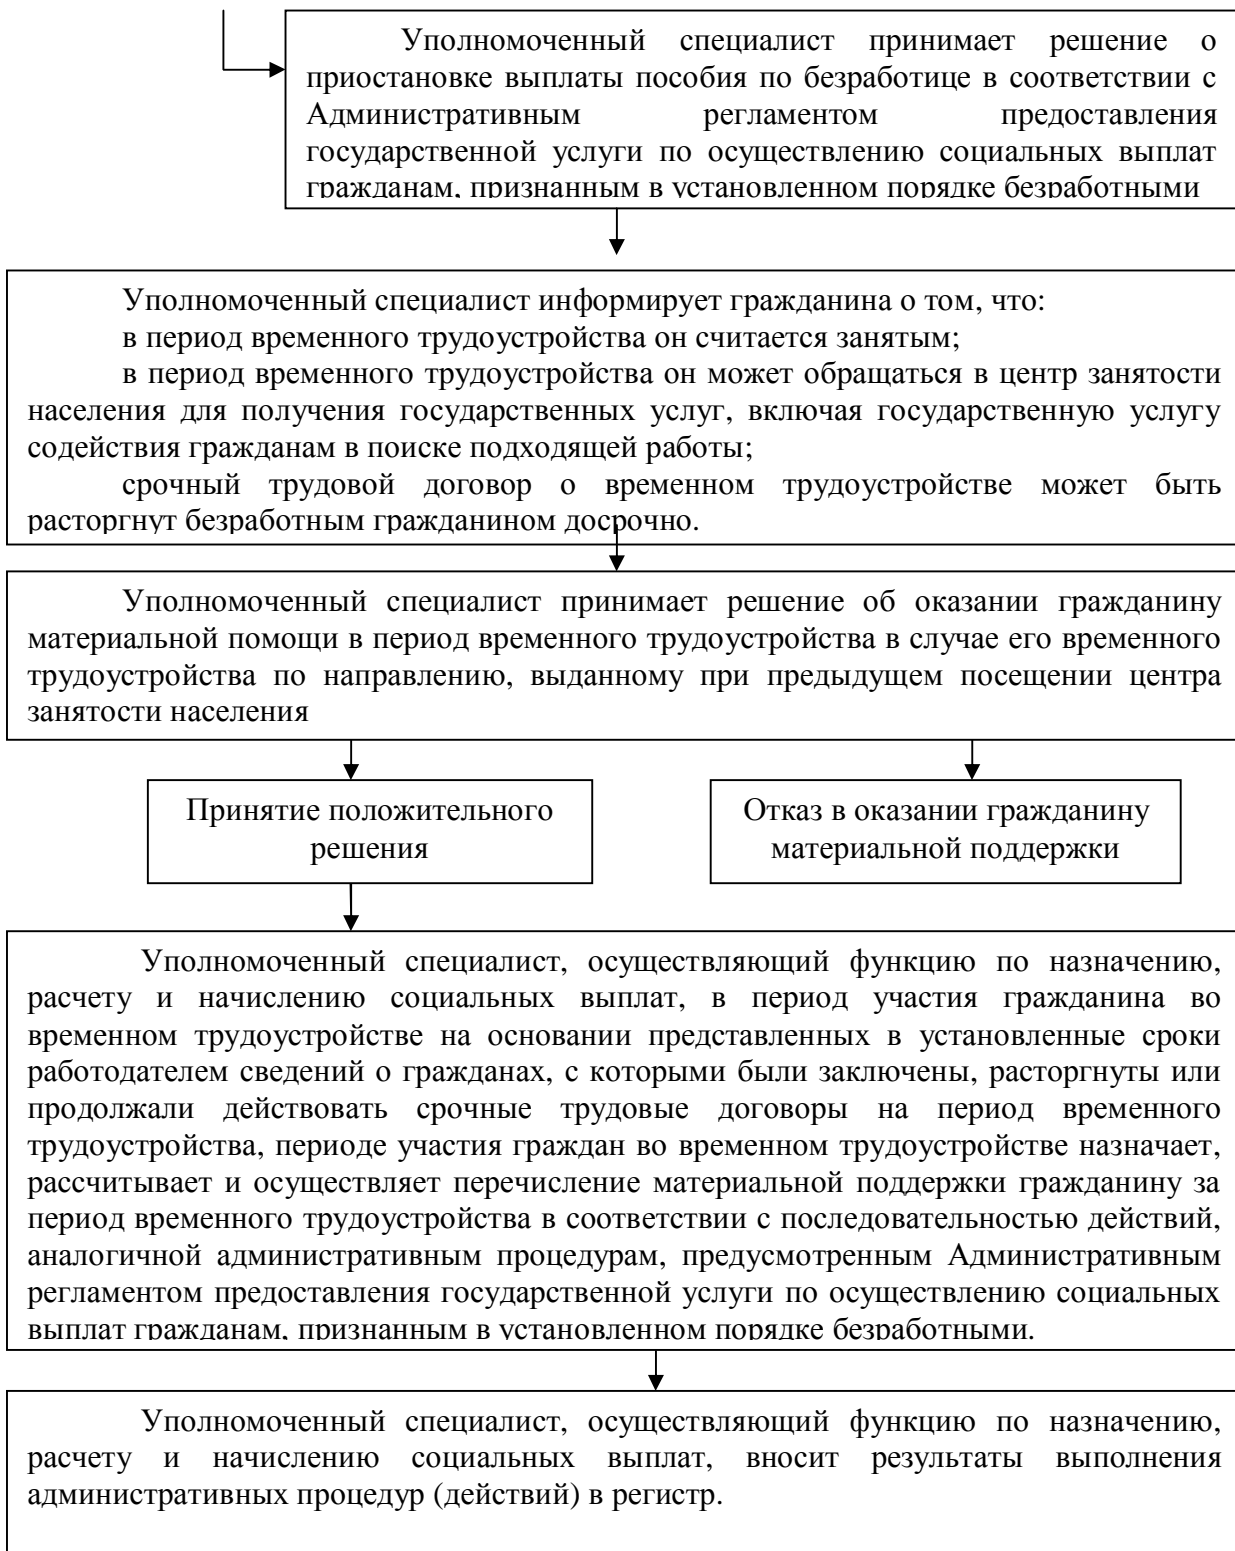 Уполномоченный специалист принимает решение о
приостановке выплаты пособия по безработице в соответствии с
Административным регламентом предоставления
государственной услуги по осуществлению социальных выплат
гражданам, признанным в установленном порядке безработными
Уполномоченный специалист информирует гражданина о том, что:
в период временного трудоустройства он считается занятым;
в период временного трудоустройства он может обращаться в центр занятости
населения для получения государственных услуг, включая государственную услугу
содействия гражданам в поиске подходящей работы;
срочный трудовой договор о временном трудоустройстве может быть
расторгнут безработным гражданином досрочно.
Уполномоченный специалист принимает решение об оказании гражданину
материальной помощи в период временного трудоустройства в случае его временного
трудоустройства по направлению, выданному при предыдущем посещении центра
занятости населения
Принятие положительного
решения
Отказ в оказании гражданину
материальной поддержки
Уполномоченный специалист, осуществляющий функцию по назначению,
расчету и начислению социальных выплат, в период участия гражданина во
временном трудоустройстве на основании представленных в установленные сроки
работодателем сведений о гражданах, с которыми были заключены, расторгнуты или
продолжали действовать срочные трудовые договоры на период временного
трудоустройства, периоде участия граждан во временном трудоустройстве назначает,
рассчитывает и осуществляет перечисление материальной поддержки гражданину за
период временного трудоустройства в соответствии с последовательностью действий,
аналогичной административным процедурам, предусмотренным Административным
регламентом предоставления государственной услуги по осуществлению социальных
выплат гражданам, признанным в установленном порядке безработными.
Уполномоченный специалист, осуществляющий функцию по назначению,
расчету и начислению социальных выплат, вносит результаты выполнения
административных процедур (действий) в регистр.